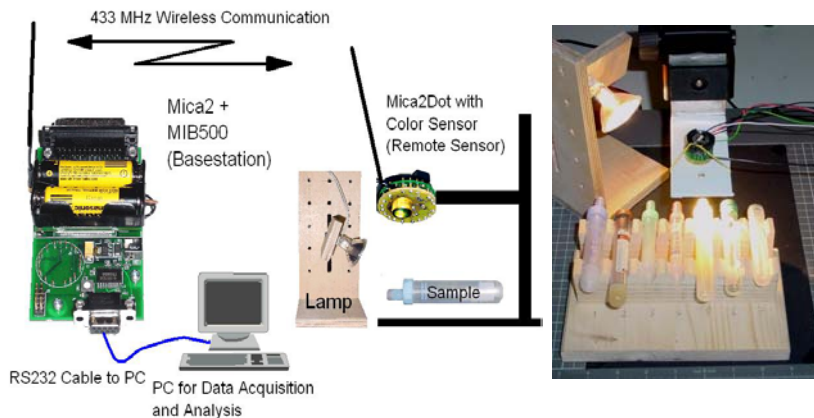 433 MHz Wireless Communication
Mica2 +
MIB500
(Basestation)
Mica2Dot with
Color Sensor
(Remote Sensor)
Lamp
Sample
RS232 Cable to PC
PC for Data Acquisition
and Analysis